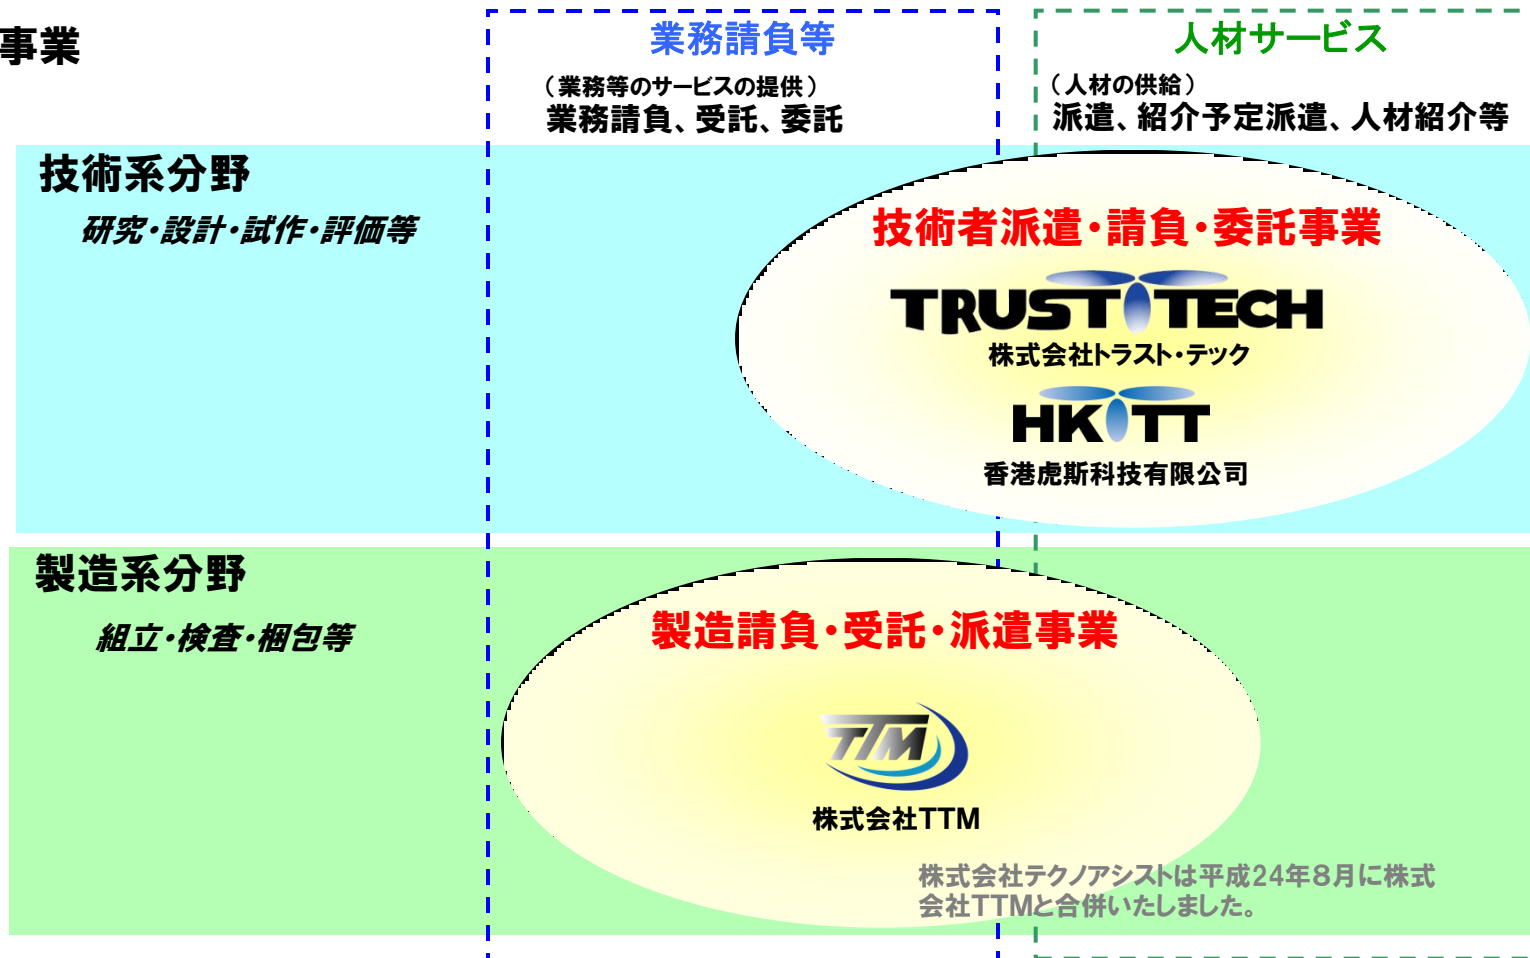 事業
業務請負等
（業務等のサービスの提供）
業務請負、受託、委託
人材サービス
（人材の供給）
派遣、紹介予定派遣、人材紹介等
技術系分野
研究・設計・試作・評価等
技術者派遣・請負・委託事業
TRUST TECH
株式会社トラスト・テック
HKTT
香港虎斯科技有限公司
製造系分野
組立・検査・梱包等
製造請負・受託・派遣事業
TTM
株式会社TTM
株式会社テクノアシストは平成24年8月に株式
会社TTMと合併いたしました。